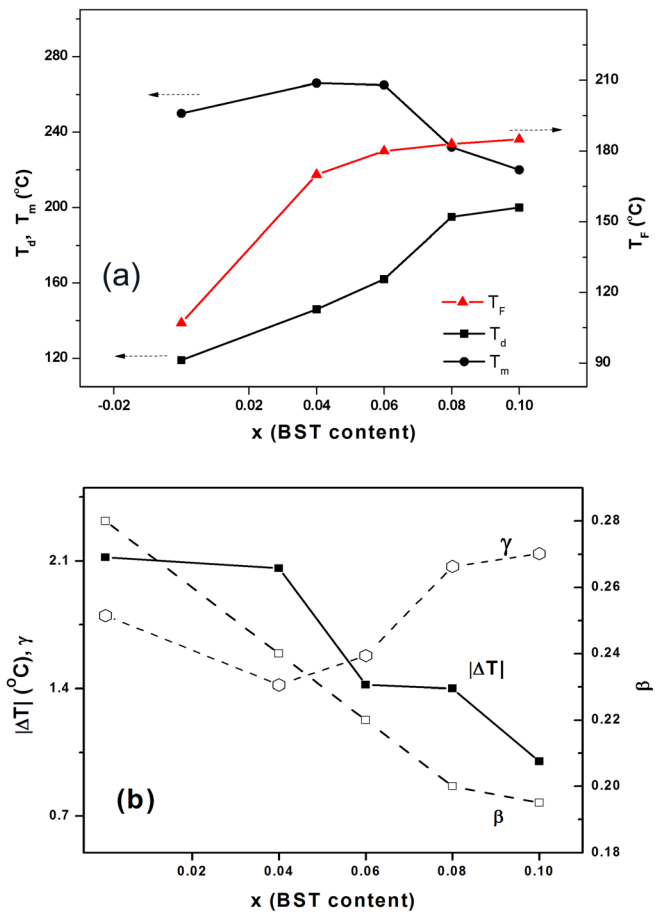 280
240
200
160
120
210
180
150
120
90
T_d, T_m (°C)
T_F (°C)
(a)
T_F
T_d
T_m
-0.02 0.02 0.04 0.06 0.08 0.10
x (BST content)
2.1
1.4
0.7
0.28
0.26
0.24
0.22
0.20
0.18
|ΔT| (°C), γ
β
γ
|ΔT|
β
(b)
0.02 0.04 0.06 0.08 0.10
x (BST content)